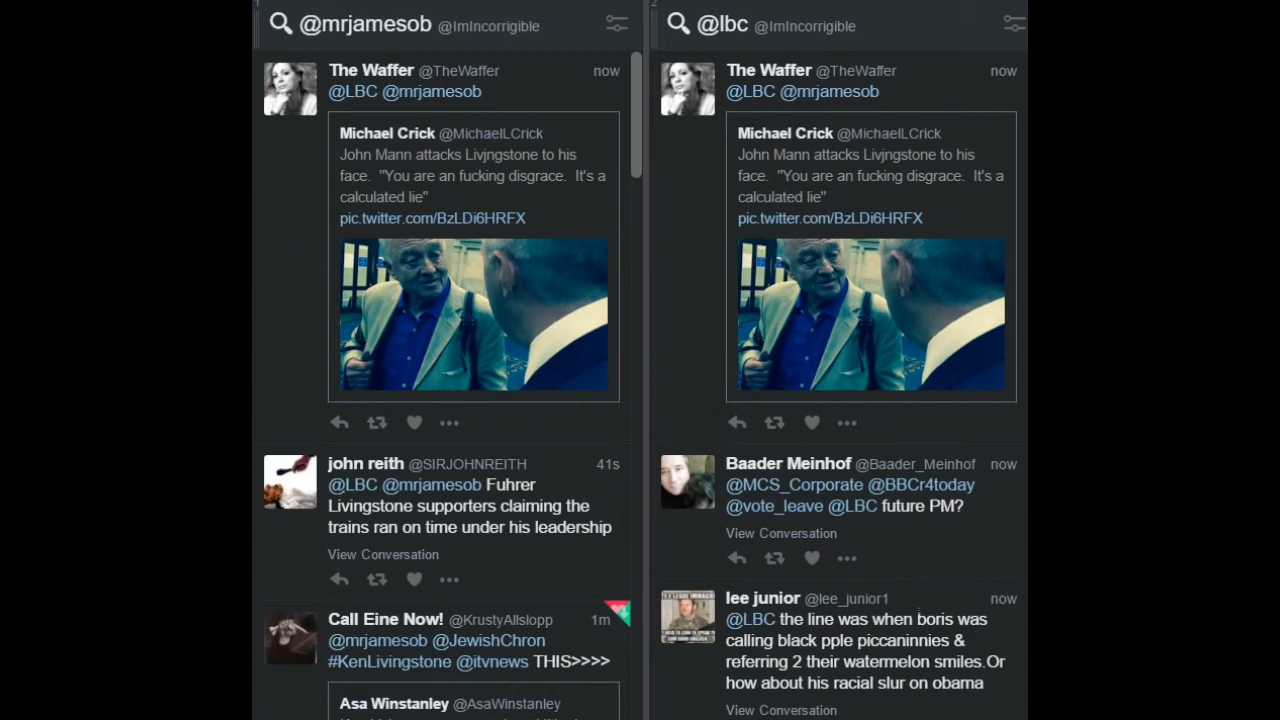 1
@mrjamesob @ImIncorrigible
The Waffer @TheWaffer now
@LBC @mrjamesob
Michael Crick @MichaelLCrick
John Mann attacks Livjngstone to his
face. "You are an fucking disgrace. It's a
calculated lie"
pic.twitter.com/BzLDi6HRFX
john reith @SIRJOHNREITH 41s
@LBC @mrjamesob Fuhrer
Livingstone supporters claiming the
trains ran on time under his leadership
View Conversation
Call Eine Now! @KrustyAllslopp 1m
@mrjamesob @JewishChron
#KenLivingstone @itvnews THIS>>>>
Asa Winstanley @AsaWinstanley
2
@lbc @ImIncorrigible
The Waffer @TheWaffer now
@LBC @mrjamesob
Michael Crick @MichaelLCrick
John Mann attacks Livjngstone to his
face. "You are an fucking disgrace. It's a
calculated lie"
pic.twitter.com/BzLDi6HRFX
Baader Meinhof @Baader_Meinhof now
@MCS_Corporate @BBCr4today
@vote_leave @LBC future PM?
View Conversation
lee junior @lee_junior1 now
@LBC the line was when boris was
calling black pple piccaninnies &
referring 2 their watermelon smiles.Or
how about his racial slur on obama
View Conversation